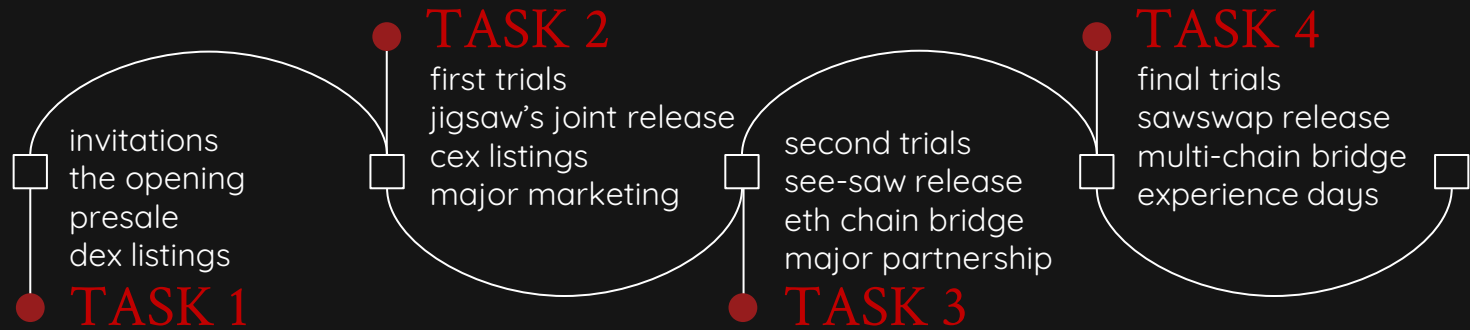 invitations
the opening
presale
dex listings
TASK 1
TASK 2
first trials
jigsaw’s joint release
cex listings
major marketing
second trials
see-saw release
eth chain bridge
major partnership
TASK 3
TASK 4
final trials
sawswap release
multi-chain bridge
experience days